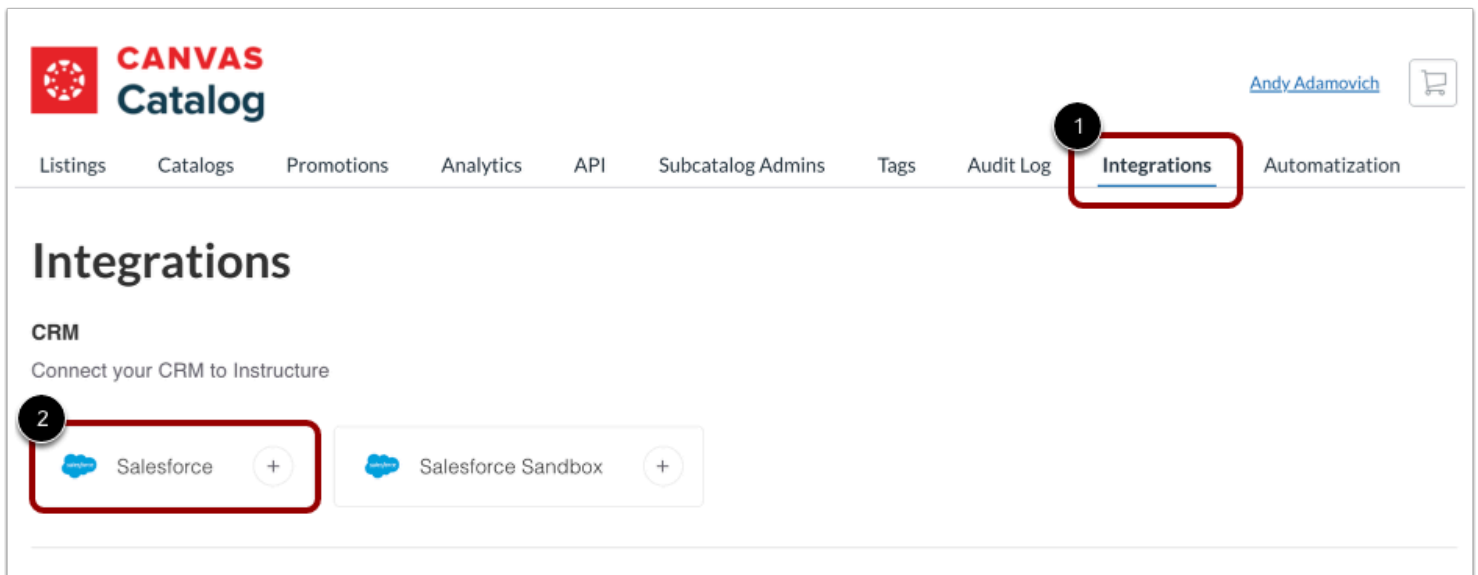 CANVAS
Catalog
Andy Adamovich
1
Listings Catalogs Promotions Analytics API Subcatalog Admins Tags Audit Log Integrations Automatization
Integrations
CRM
Connect your CRM to Instructure
2
Salesforce + Salesforce Sandbox +